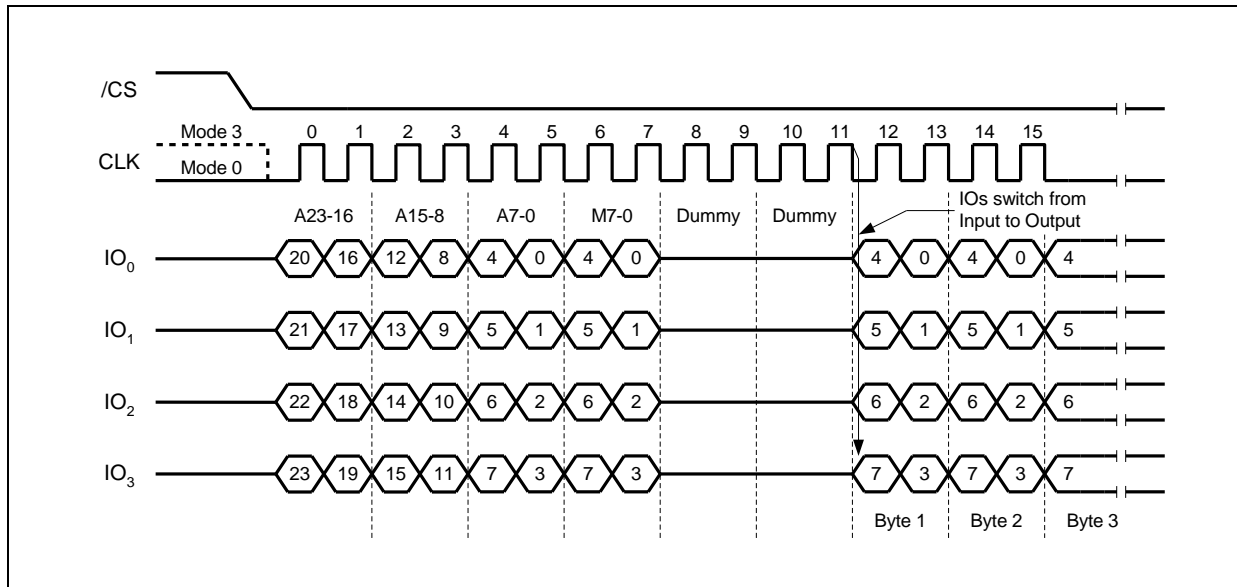 /CS
Mode 3 0 1 2 3 4 5 6 7 8 9 10 11 12 13 14 15
CLK
Mode 0
IOs switch from
A23-16 A15-8 A7-0 M7-0 Dummy Dummy Input to Output
IO0 20 16 12 8 4 0 4 0 4 0 4 0 4
IO1 21 17 13 9 5 1 5 1 5 1 5 1 5
IO2 22 18 14 10 6 2 6 2 6 2 6 2 6
IO3 23 19 15 11 7 3 7 3 7 3 7 3 7
Byte 1 Byte 2 Byte 3